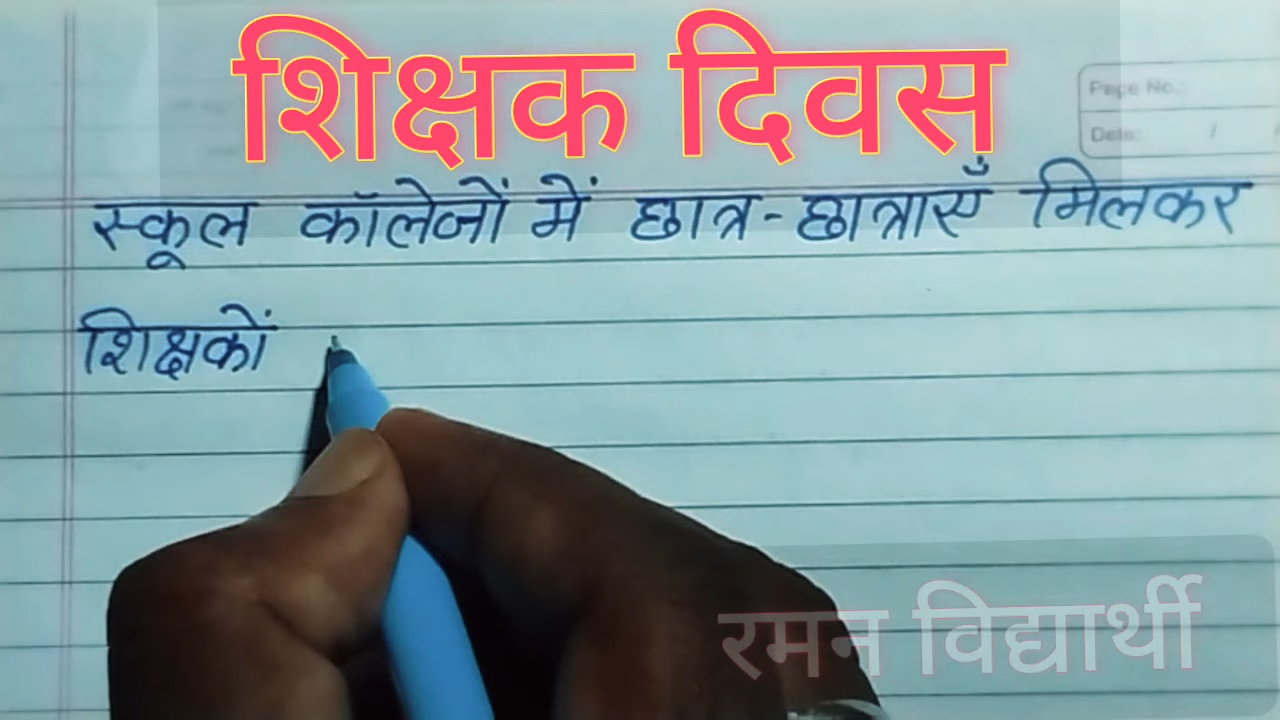 शिक्षक दिवस
Page No.:
Date: /
स्कूल कॉलेजों में छात्र-छात्राएँ मिलकर
शिक्षकों
रमन विद्यार्थी